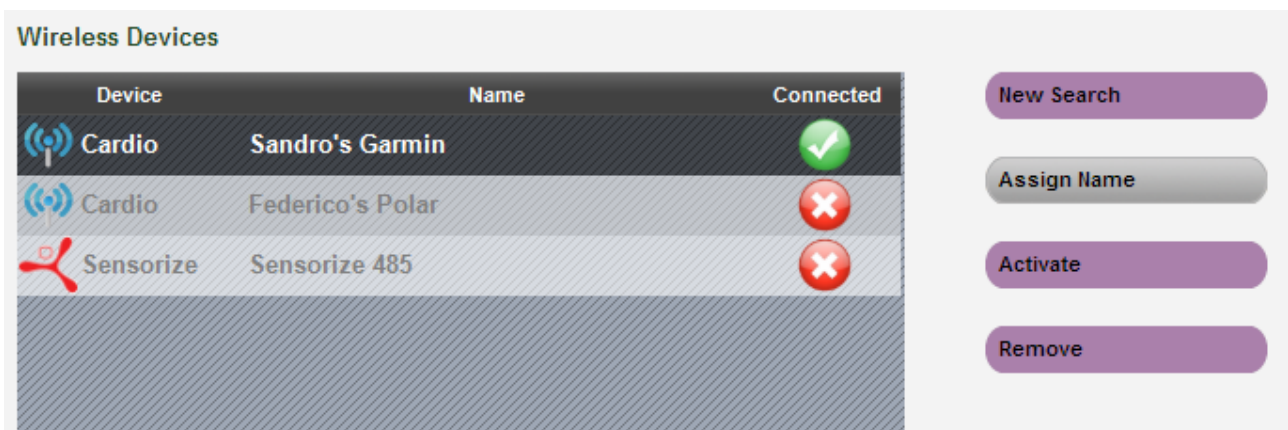 Wireless Devices
Device Name Connected
Cardio Sandro's Garmin
Cardio Federico's Polar
Sensorize Sensorize 485
New Search
Assign Name
Activate
Remove